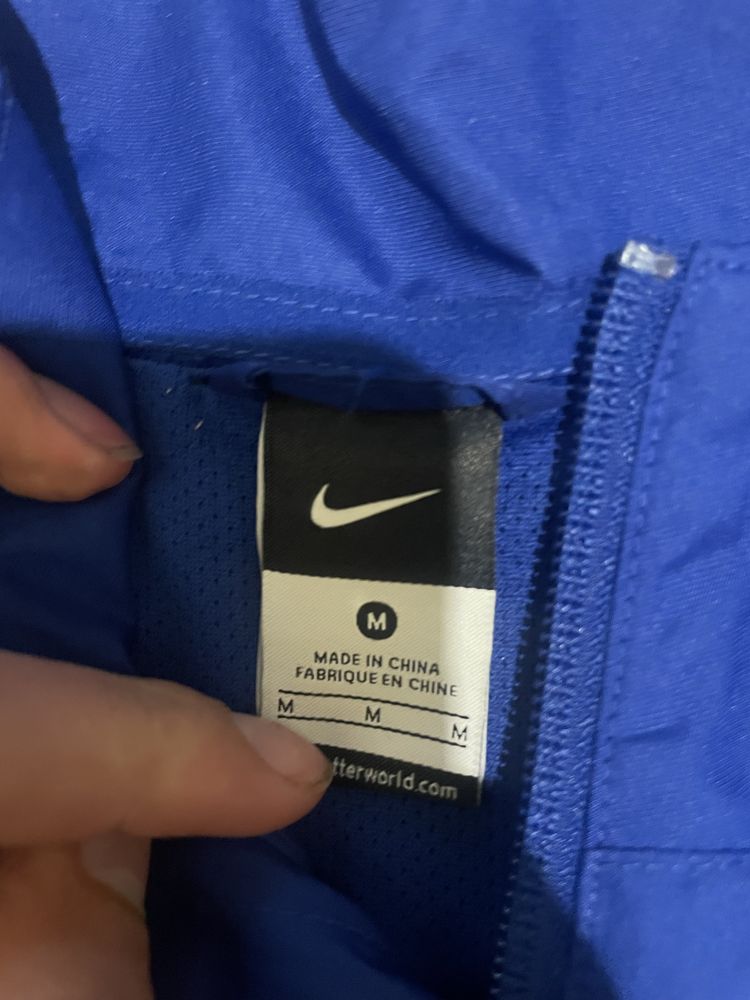 M
MADE IN CHINA
FABRIQUE EN CHINE
M M M
tterworld.com